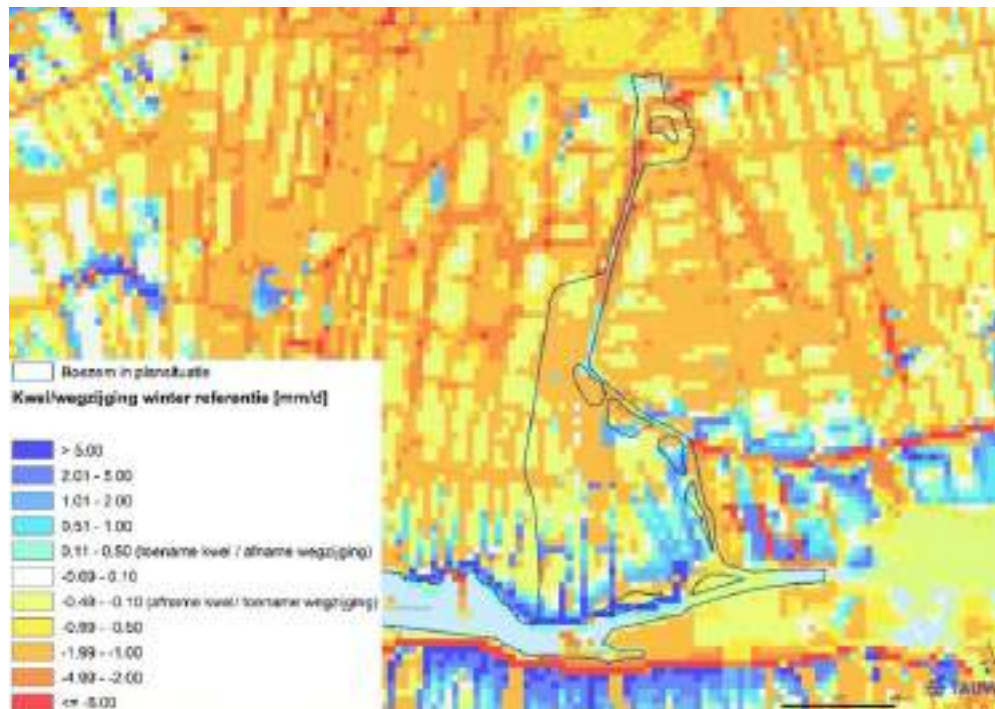 Boezem in plansituatie
Kwel/wegzijging winter referentie [mm/d]
> 5.00
2.01 - 5.00
1.01 - 2.00
0.51 - 1.00
0.11 - 0.50 (toename kwel / afname wegzijging)
-0.09 - 0.10
-0.49 - -0.10 (afname kwel / toename wegzijging)
-0.99 - -0.50
-1.99 - -1.00
-4.99 - -2.00
<= -5.00
TAUW